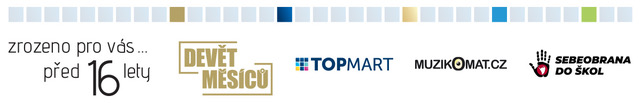 zrozeno pro vás...
před 16 lety
DEVĚT
MĚSÍCŮ
TOPMART
MUZIKOMAT.CZ
SEBEOBRANA
DO ŠKOL